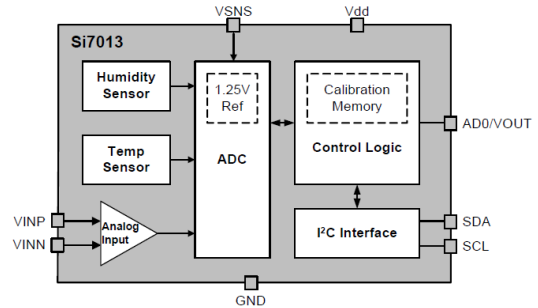 VSNS
Vdd
Si7013
Humidity
Sensor
1.25V
Ref
Calibration
Memory
Temp
Sensor
ADC
Control Logic
AD0/VOUT
VINP
VINN
Analog
Input
I²C Interface
SDA
SCL
GND